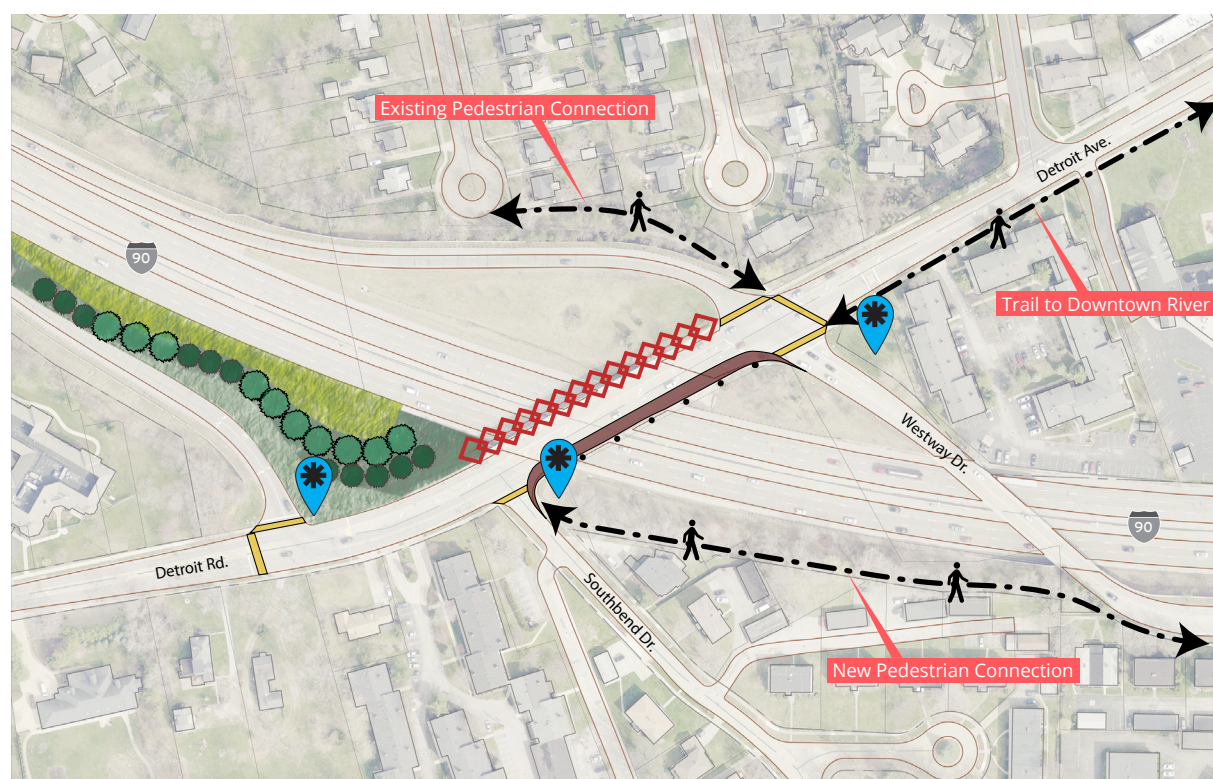 Existing Pedestrian Connection
Detroit Ave.
90
Trail to Downtown River
Westway Dr.
90
Detroit Rd.
Southbend Dr.
New Pedestrian Connection